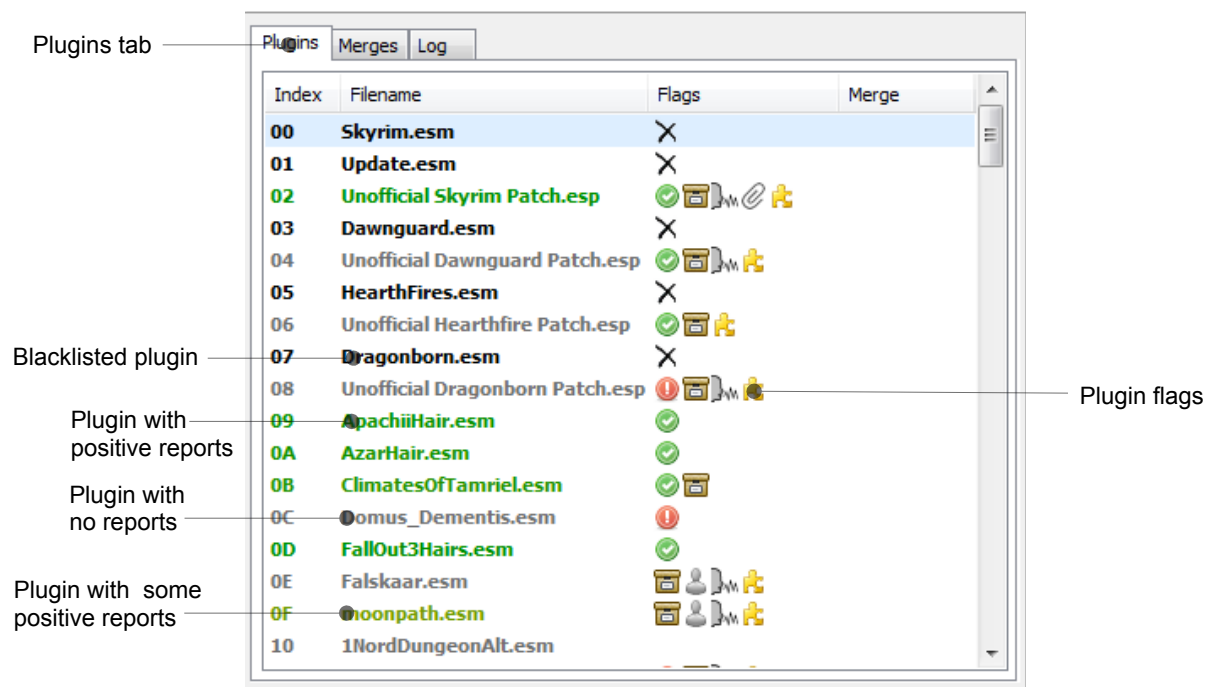 Plugins tab
Plugins Merges Log
Index Filename Flags Merge
00 Skyrim.esm
01 Update.esm
02 Unofficial Skyrim Patch.esp
03 Dawnguard.esm
04 Unofficial Dawnguard Patch.esp
05 HearthFires.esm
06 Unofficial Hearthfire Patch.esp
Blacklisted plugin
07 Dragonborn.esm
08 Unofficial Dragonborn Patch.esp
Plugin flags
Plugin with
positive reports
09 ApachiiHair.esm
0A AzarHair.esm
0B ClimatesOfTamriel.esm
Plugin with
no reports
0C Domus_Dementis.esm
0D FallOut3Hairs.esm
0E Falskaar.esm
Plugin with some
positive reports
0F moonpath.esm
10 1NordDungeonAlt.esm